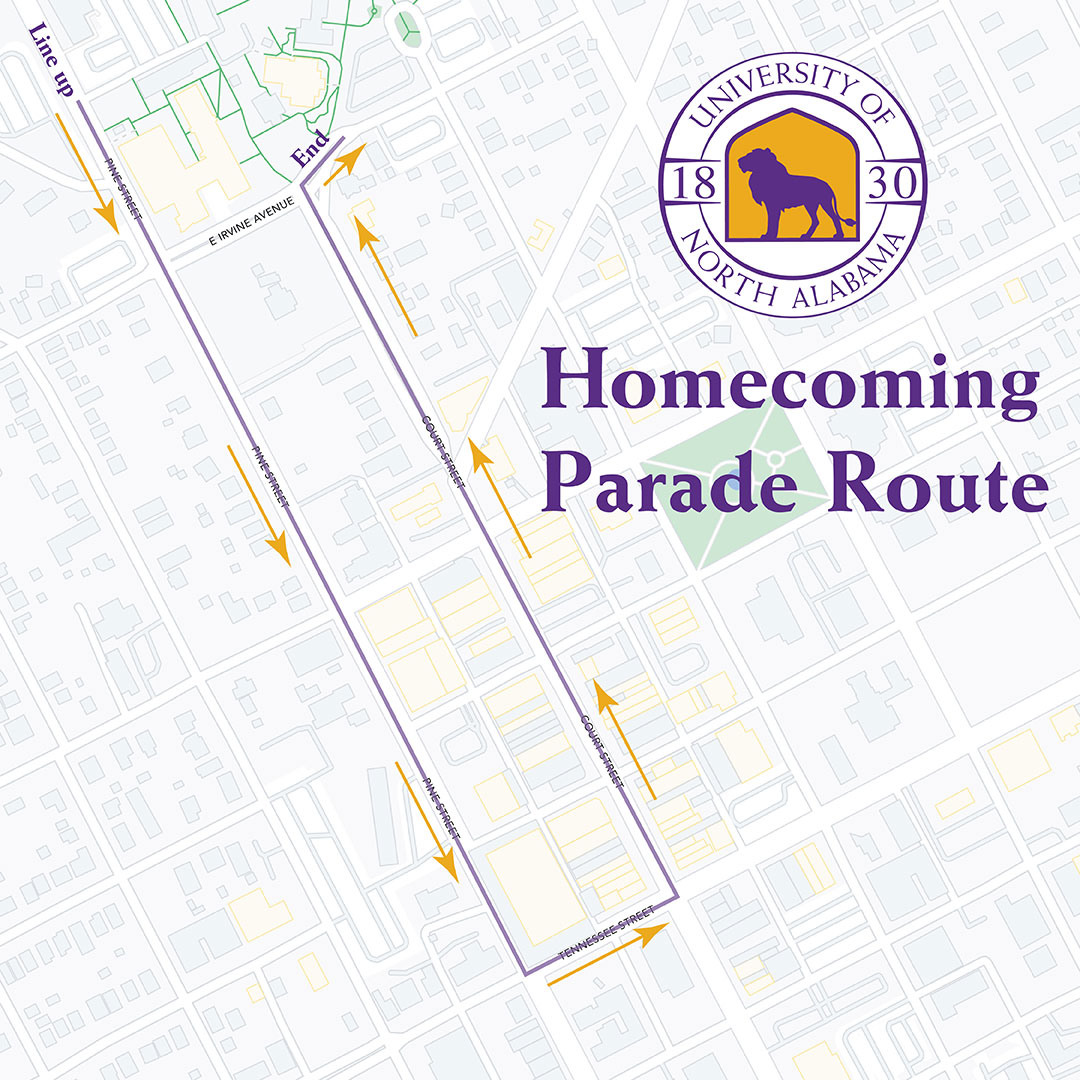 Line up
PINE STREET
End
E IRVINE AVENUE
UNIVERSITY OF
18 30
NORTH ALABAMA
Homecoming
Parade Route
COURT STREET
PINE STREET
COURT STREET
PINE STREET
TENNESSEE STREET